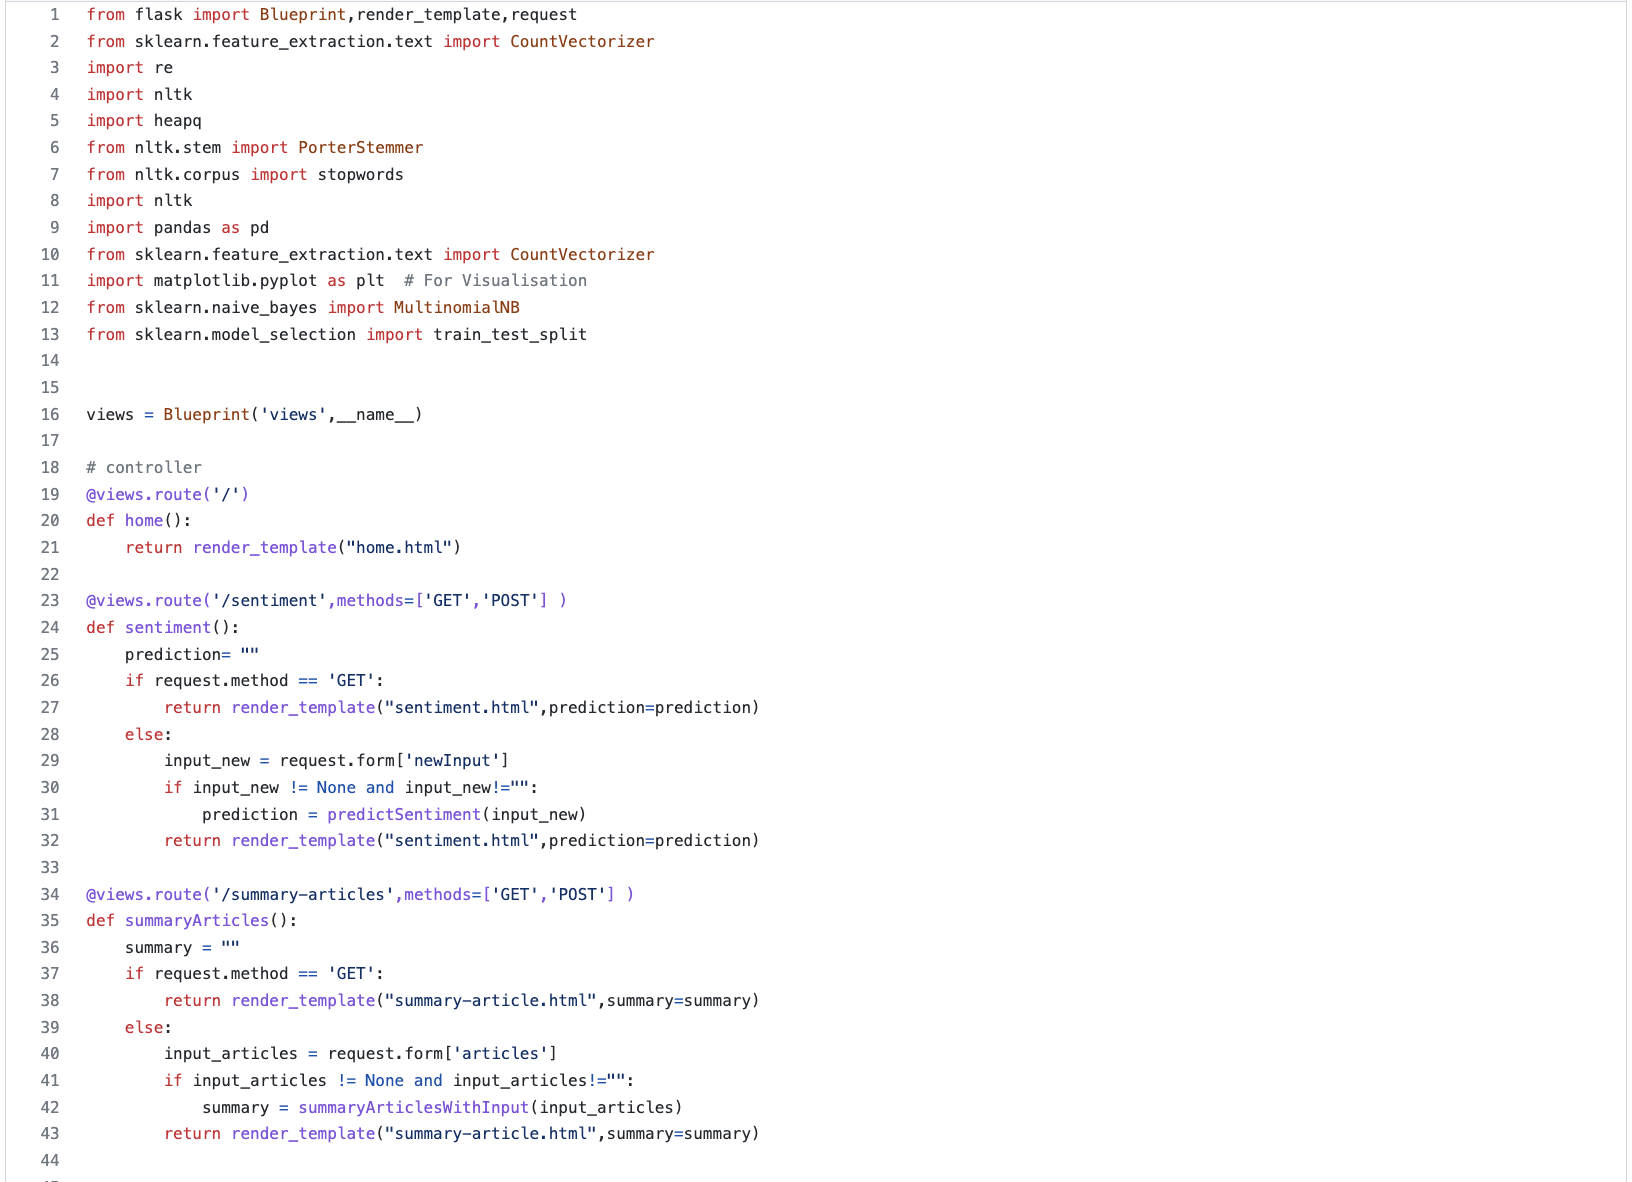 1 from flask import Blueprint,render_template,request
2 from sklearn.feature_extraction.text import CountVectorizer
3 import re
4 import nltk
5 import heapq
6 from nltk.stem import PorterStemmer
7 from nltk.corpus import stopwords
8 import nltk
9 import pandas as pd
10 from sklearn.feature_extraction.text import CountVectorizer
11 import matplotlib.pyplot as plt  # For Visualisation
12 from sklearn.naive_bayes import MultinomialNB
13 from sklearn.model_selection import train_test_split
14
15
16 views = Blueprint('views',__name__)
17
18 # controller
19 @views.route('/')
20 def home():
21     return render_template("home.html")
22
23 @views.route('/sentiment',methods=['GET','POST'] )
24 def sentiment():
25     prediction= ""
26     if request.method == 'GET':
27         return render_template("sentiment.html",prediction=prediction)
28     else:
29         input_new = request.form['newInput']
30         if input_new != None and input_new!="":
31             prediction = predictSentiment(input_new)
32         return render_template("sentiment.html",prediction=prediction)
33
34 @views.route('/summary-articles',methods=['GET','POST'] )
35 def summaryArticles():
36     summary = ""
37     if request.method == 'GET':
38         return render_template("summary-article.html",summary=summary)
39     else:
40         input_articles = request.form['articles']
41         if input_articles != None and input_articles!="":
42             summary = summaryArticlesWithInput(input_articles)
43         return render_template("summary-article.html",summary=summary)
44